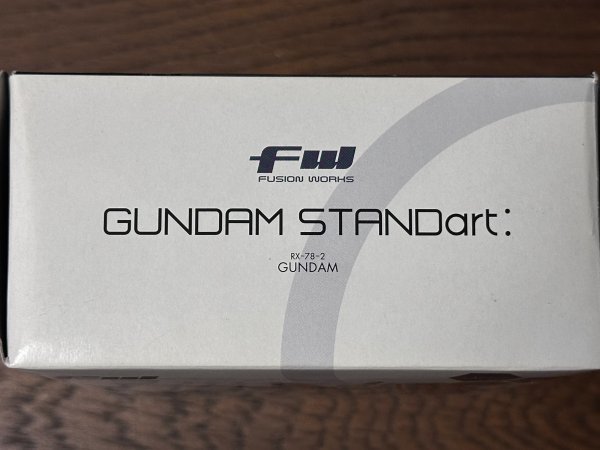 FW
FUSION WORKS
GUNDAM STANDart:
RX-78-2
GUNDAM